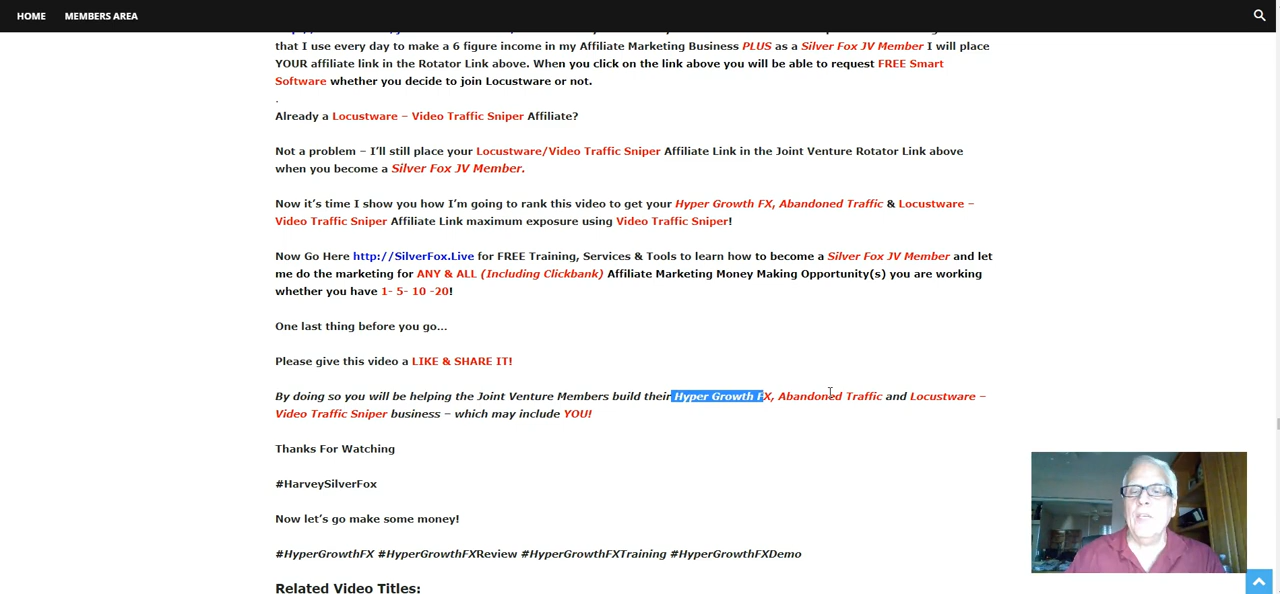 HOME MEMBERS AREA
that I use every day to make a 6 figure income in my Affiliate Marketing Business PLUS as a Silver Fox JV Member I will place
YOUR affiliate link in the Rotator Link above. When you click on the link above you will be able to request FREE Smart
Software whether you decide to join Locustware or not.
.
Already a Locustware – Video Traffic Sniper Affiliate?
Not a problem – I’ll still place your Locustware/Video Traffic Sniper Affiliate Link in the Joint Venture Rotator Link above
when you become a Silver Fox JV Member.
Now it’s time I show you how I’m going to rank this video to get your Hyper Growth FX, Abandoned Traffic & Locustware –
Video Traffic Sniper Affiliate Link maximum exposure using Video Traffic Sniper!
Now Go Here http://SilverFox.Live for FREE Training, Services & Tools to learn how to become a Silver Fox JV Member and let
me do the marketing for ANY & ALL (Including Clickbank) Affiliate Marketing Money Making Opportunity(s) you are working
whether you have 1- 5- 10 -20!
One last thing before you go…
Please give this video a LIKE & SHARE IT!
By doing so you will be helping the Joint Venture Members build their Hyper Growth FX, Abandoned Traffic and Locustware –
Video Traffic Sniper business – which may include YOU!
Thanks For Watching
#HarveySilverFox
Now let’s go make some money!
#HyperGrowthFX #HyperGrowthFXReview #HyperGrowthFXTraining #HyperGrowthFXDemo
Related Video Titles: